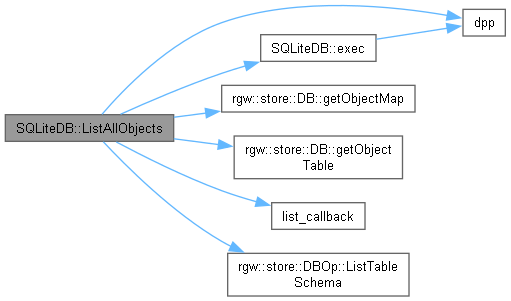 dpp
SQLiteDB::exec
rgw::store::DB::getObjectMap
SQLiteDB::ListAllObjects
rgw::store::DB::getObject
Table
list_callback
rgw::store::DBOp::ListTable
Schema